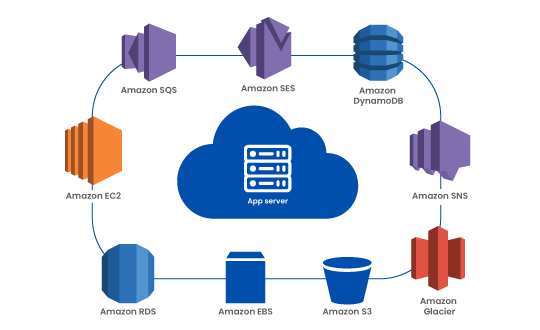 Amazon SQS
Amazon SES
Amazon
DynamoDB
Amazon EC2
App server
Amazon SNS
Amazon RDS
Amazon EBS
Amazon S3
Amazon
Glacier